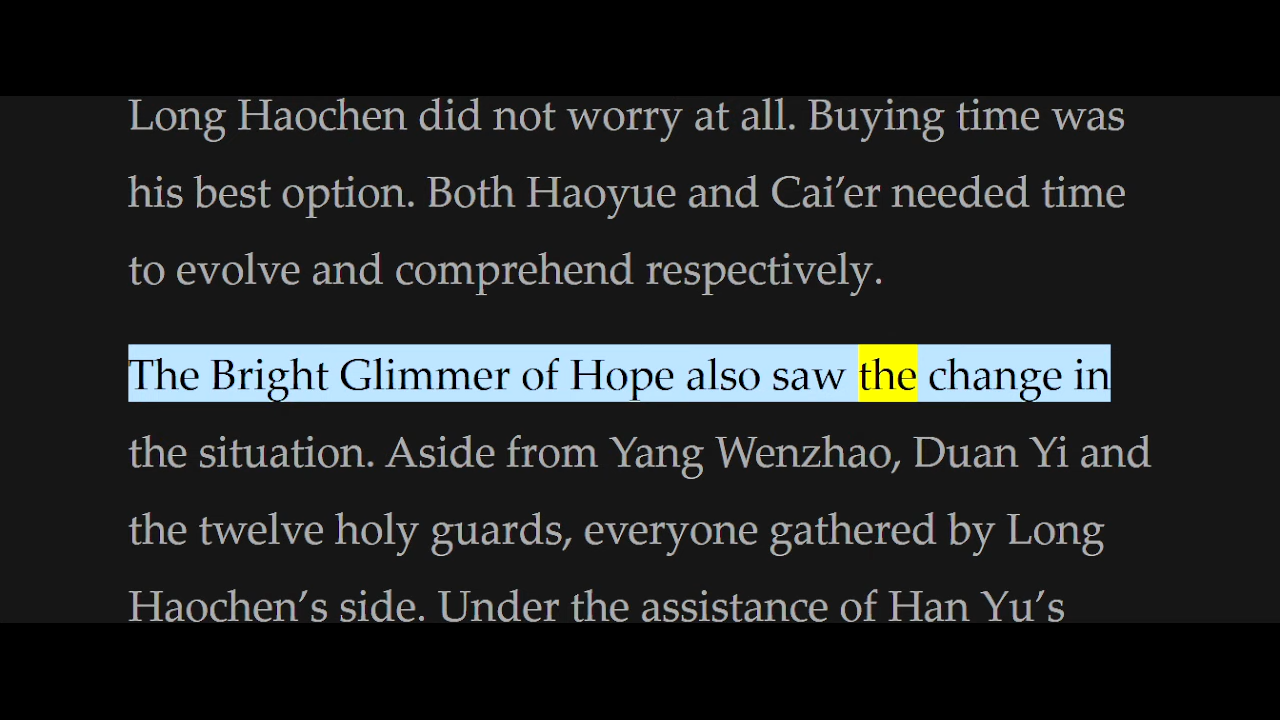 Long Haochen did not worry at all. Buying time was
his best option. Both Haoyue and Cai’er needed time
to evolve and comprehend respectively.
The Bright Glimmer of Hope also saw the change in
the situation. Aside from Yang Wenzhao, Duan Yi and
the twelve holy guards, everyone gathered by Long
Haochen’s side. Under the assistance of Han Yu’s